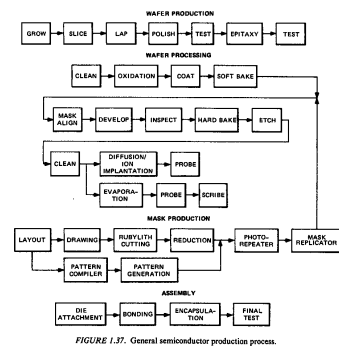 WAFER PRODUCTION
GROW SLICE LAP POLISH TEST EPITAXY TEST
WAFER PROCESSING
CLEAN OXIDATION COAT SOFT BAKE
MASK
ALIGN
DEVELOP INSPECT HARD BAKE ETCH
CLEAN
DIFFUSION/
ION
IMPLANTATION
PROBE
EVAPORA-
TION
PROBE SCRIBE
MASK PRODUCTION
LAYOUT DRAWING
RUBYLITH
CUTTING
REDUCTION
PHOTO-
REPEATER
MASK
REPLICATOR
PATTERN
COMPILER
PATTERN
GENERATION
ASSEMBLY
DIE
ATTACHMENT
BONDING
ENCAPSULA-
TION
FINAL
TEST
FIGURE 1.37. General semiconductor production process.